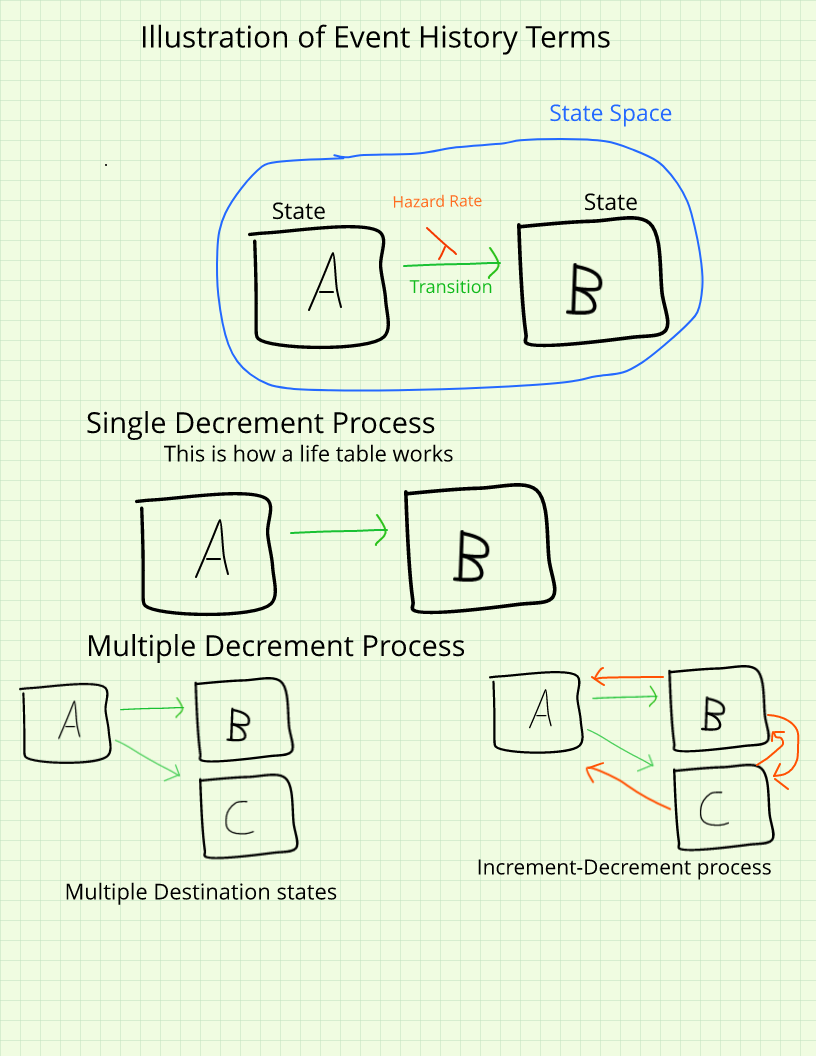 Illustration of Event History Terms
State Space
State
Hazard Rate
State
λ
A
Transition
B
Single Decrement Process
This is how a life table works
A
B
Multiple Decrement Process
A
B
C
Multiple Destination states
A
B
C
Increment-Decrement process